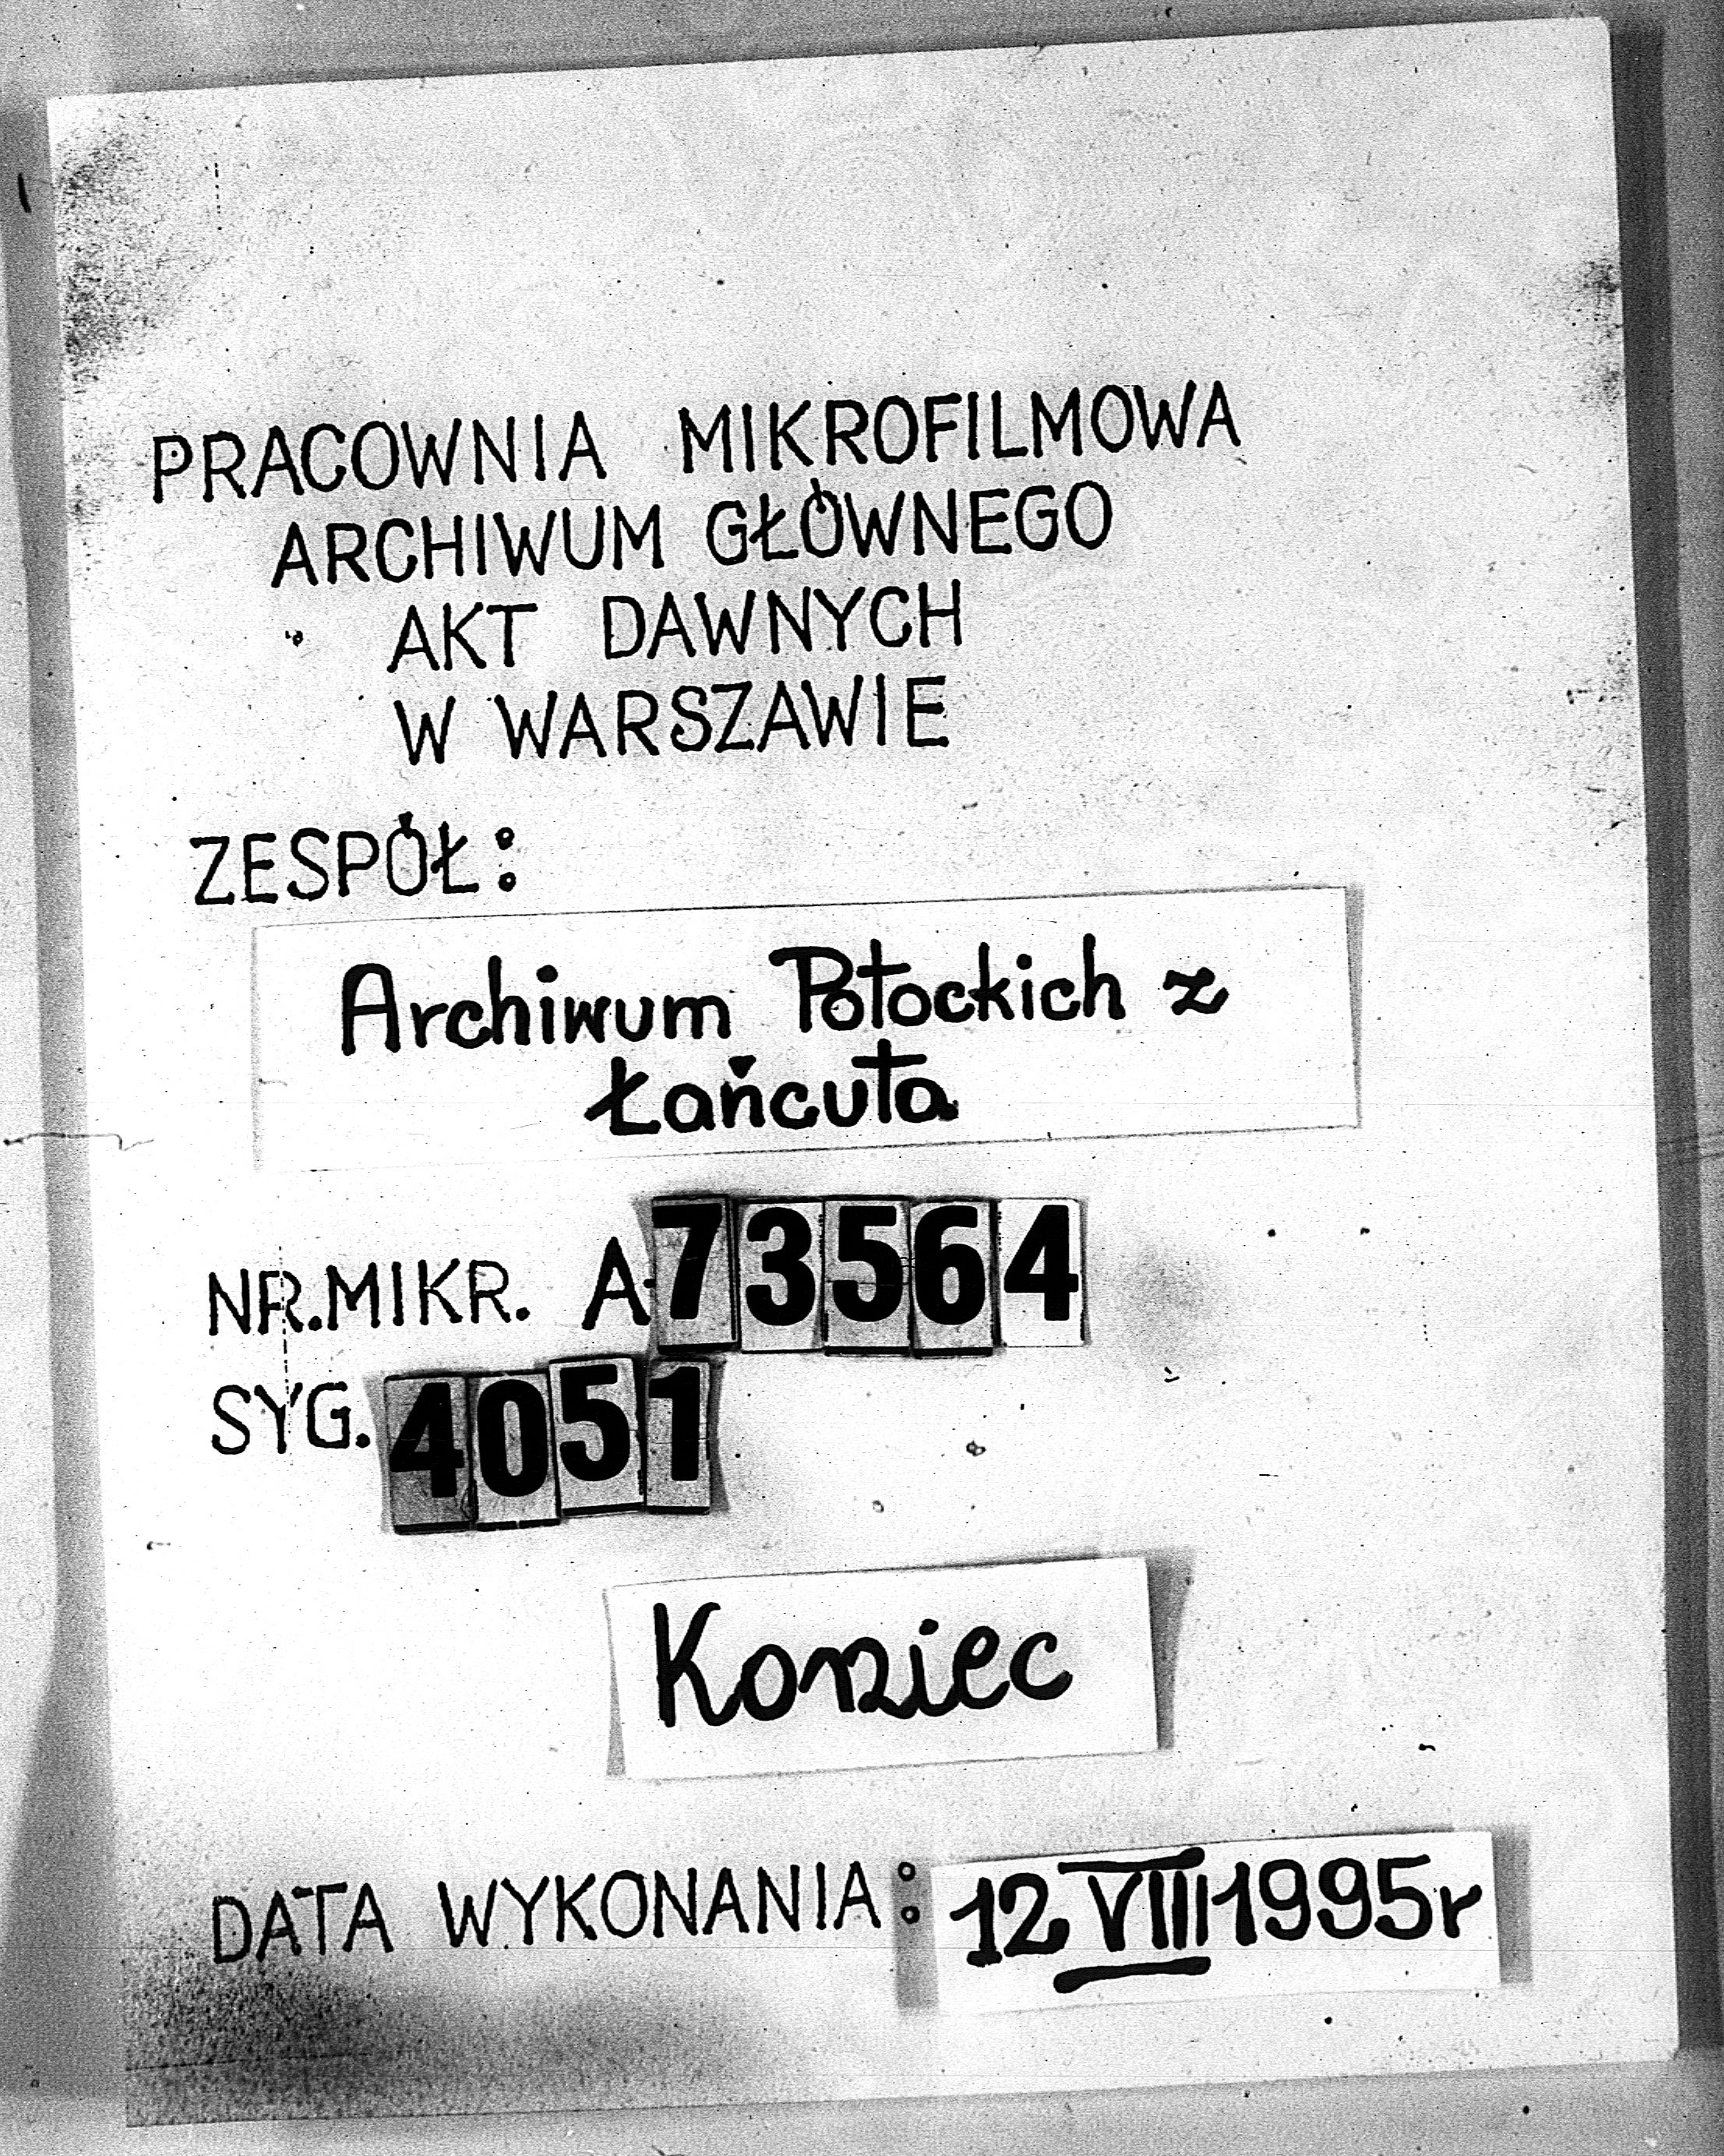 PRACOWNIA MIKROFILMOWA
ARCHIWUM GŁÓWNEGO
AKT DAWNYCH
W WARSZAWIE
ZESPÓŁ:
Archiwum Potockich z
Łańcuta
NR.MIKR. A-73564
SYG. 4051
Koniec
DATA WYKONANIA: 12 VIII 1995r